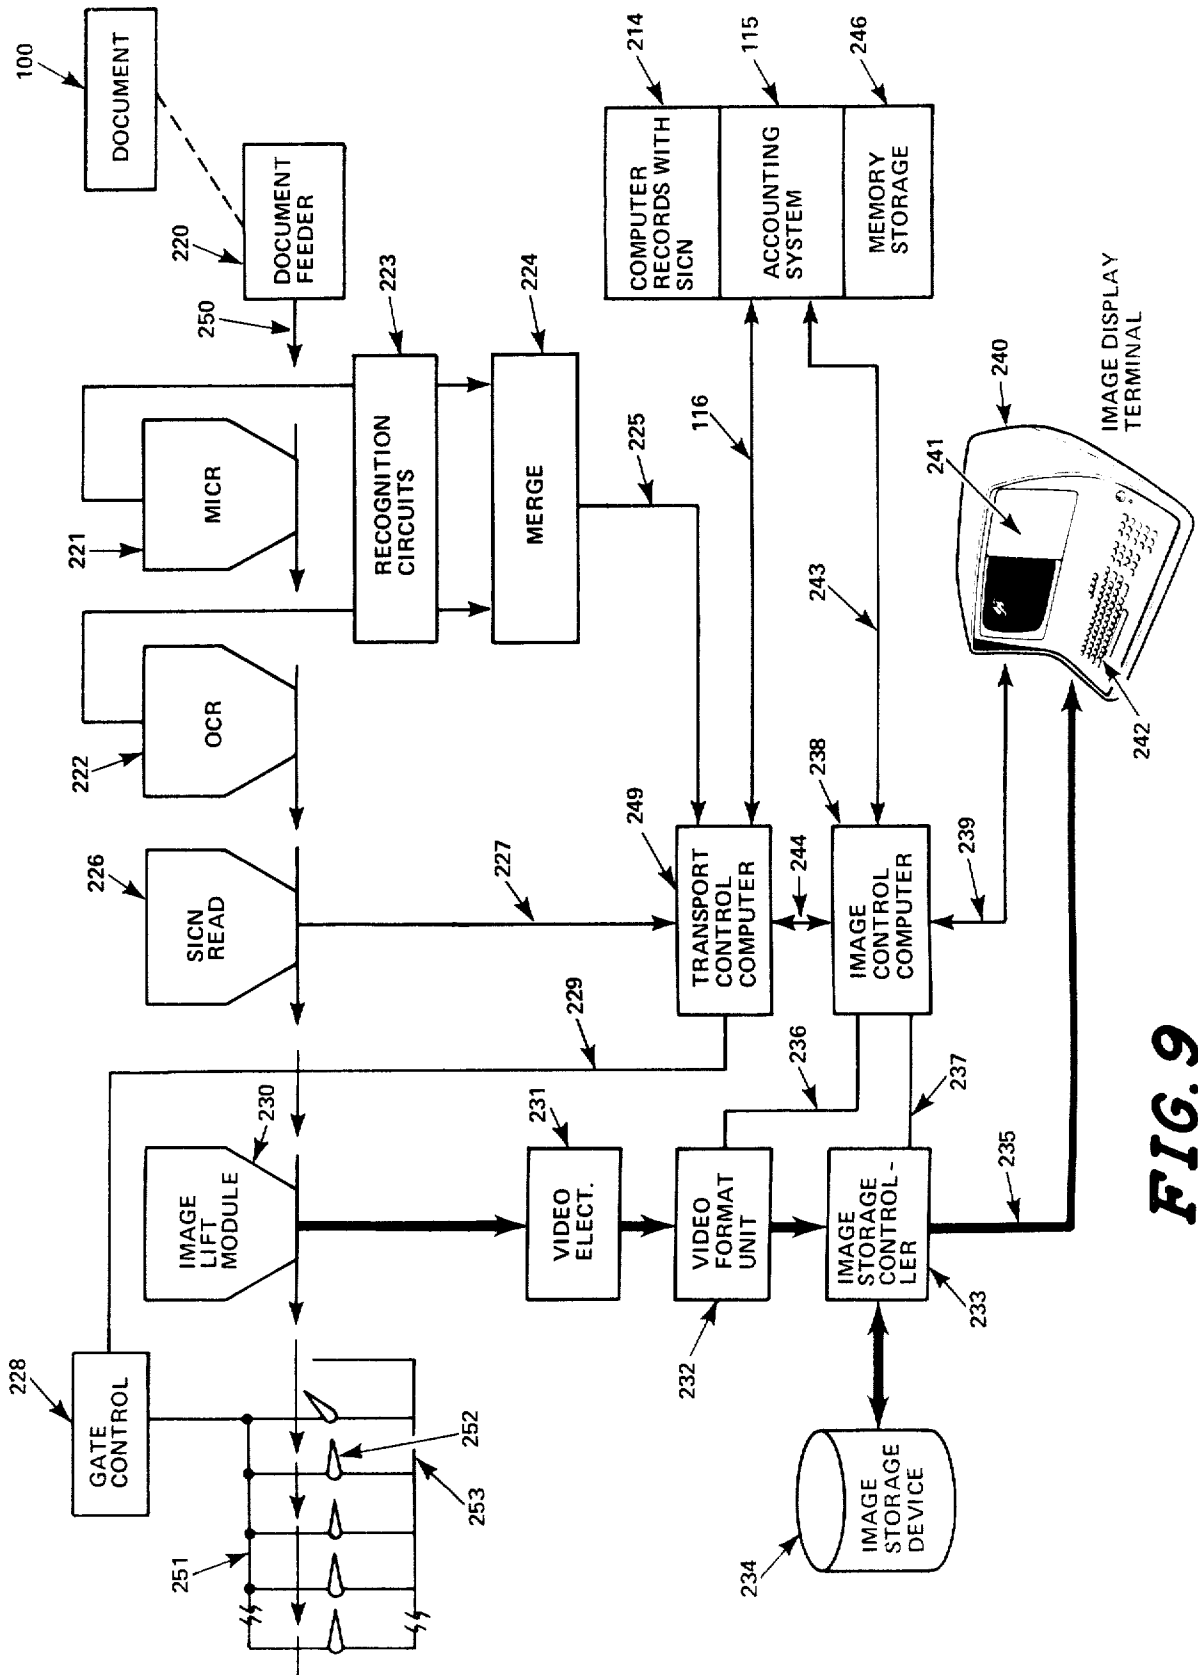 100
DOCUMENT
220
DOCUMENT
FEEDER
250
221
MICR
222
OCR
223
RECOGNITION
CIRCUITS
224
MERGE
225
226
SICN
READ
227
214
COMPUTER
RECORDS WITH
SICN
115
ACCOUNTING
SYSTEM
246
MEMORY
STORAGE
116
243
249
TRANSPORT
CONTROL
COMPUTER
244
238
IMAGE
CONTROL
COMPUTER
239
240
241
242
IMAGE DISPLAY
TERMINAL
228
GATE
CONTROL
229
230
IMAGE
LIFT
MODULE
231
VIDEO
ELECT.
232
VIDEO
FORMAT
UNIT
236
237
233
IMAGE
STORAGE
CONTROL-
LER
235
234
IMAGE
STORAGE
DEVICE
251
252
253
FIG. 9